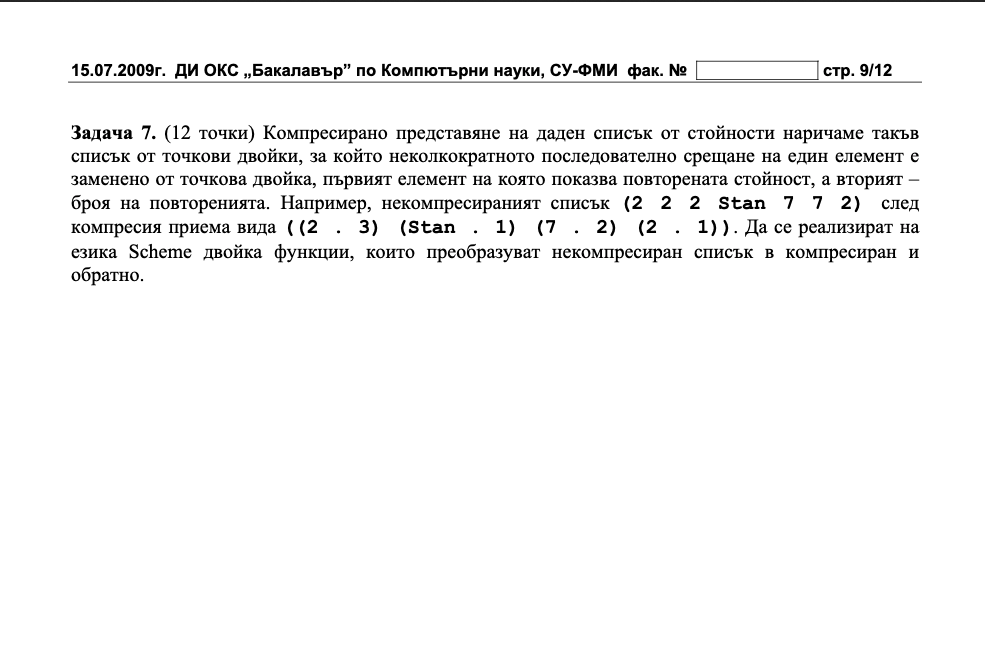 15.07.2009г. ДИ ОКС „Бакалавър” по Компютърни науки, СУ-ФМИ фак. № стр. 9/12
Задача 7. (12 точки) Компресирано представяне на даден списък от стойности наричаме такъв
списък от точкови двойки, за който неколкократното последователно срещане на един елемент е
заменено от точкова двойка, първият елемент на която показва повторената стойност, а вторият –
броя на повторенията. Например, некомпресираният списък (2 2 2 Stan 7 7 2) след
компресия приема вида ((2 . 3) (Stan . 1) (7 . 2) (2 . 1)). Да се реализират на
езика Scheme двойка функции, които преобразуват некомпресиран списък в компресиран и
обратно.